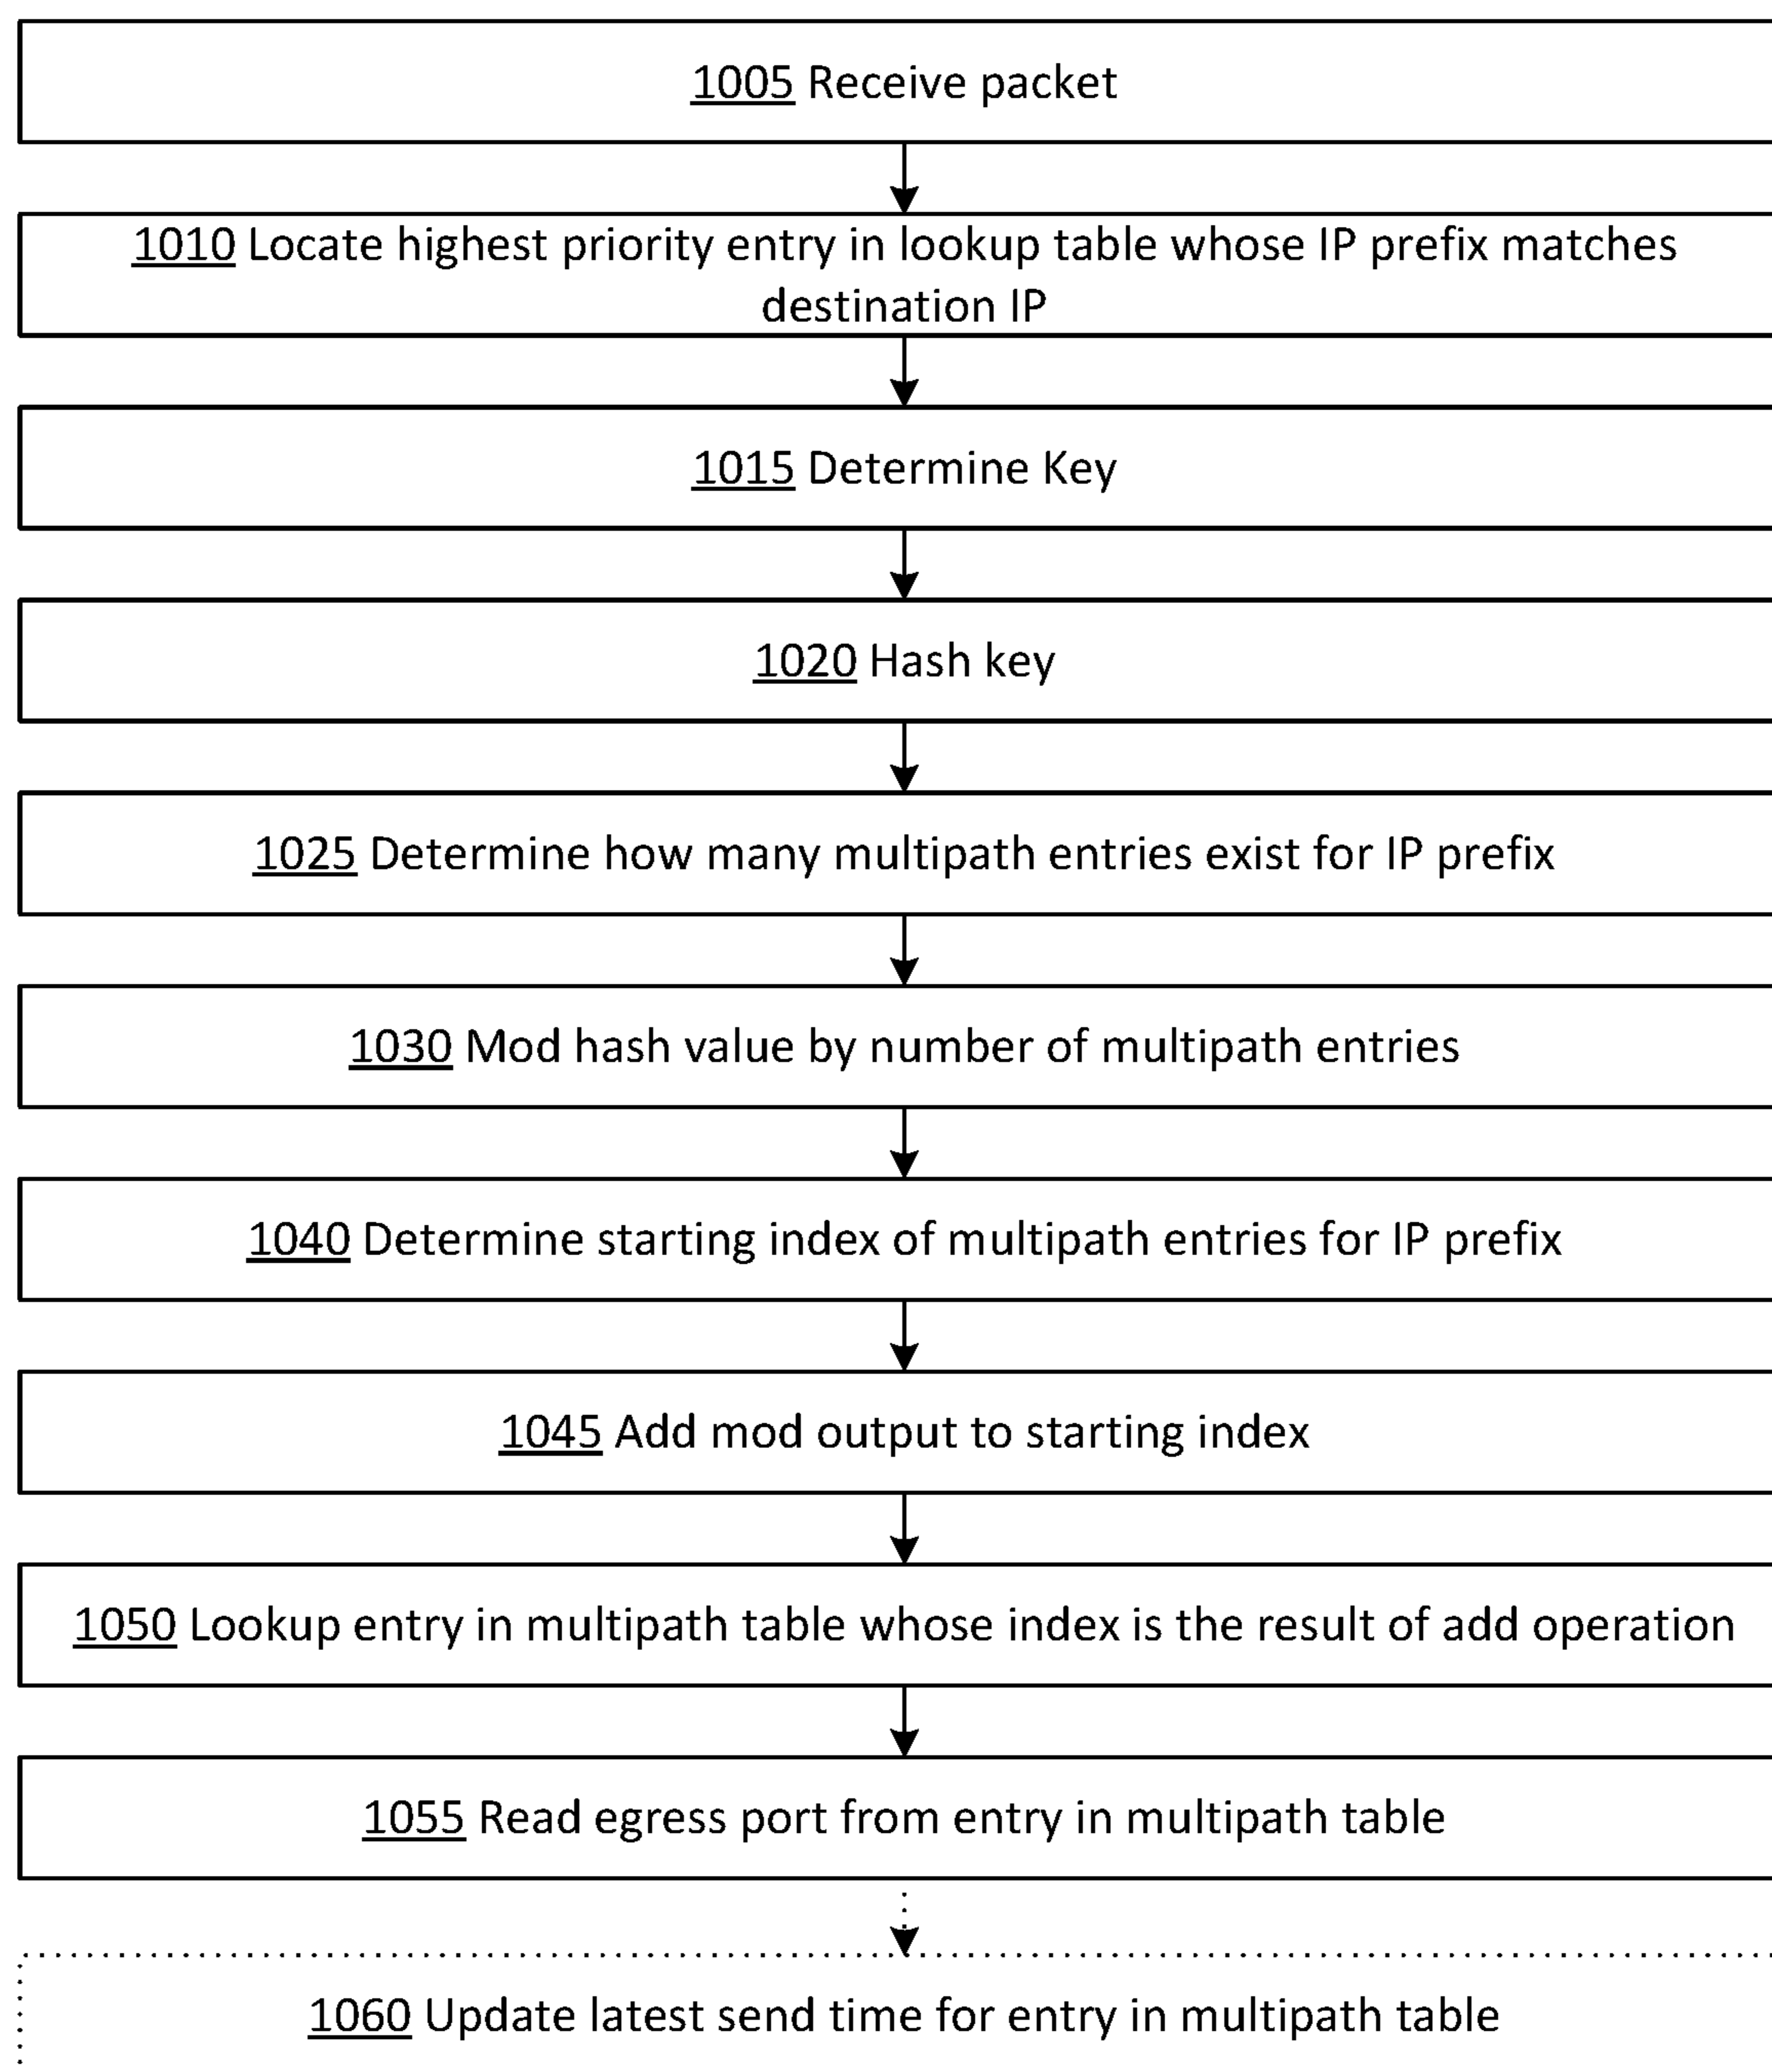 1005 Receive packet
1010 Locate highest priority entry in lookup table whose IP prefix matches
destination IP
1015 Determine Key
1020 Hash key
1025 Determine how many multipath entries exist for IP prefix
1030 Mod hash value by number of multipath entries
1040 Determine starting index of multipath entries for IP prefix
1045 Add mod output to starting index
1050 Lookup entry in multipath table whose index is the result of add operation
1055 Read egress port from entry in multipath table
1060 Update latest send time for entry in multipath table